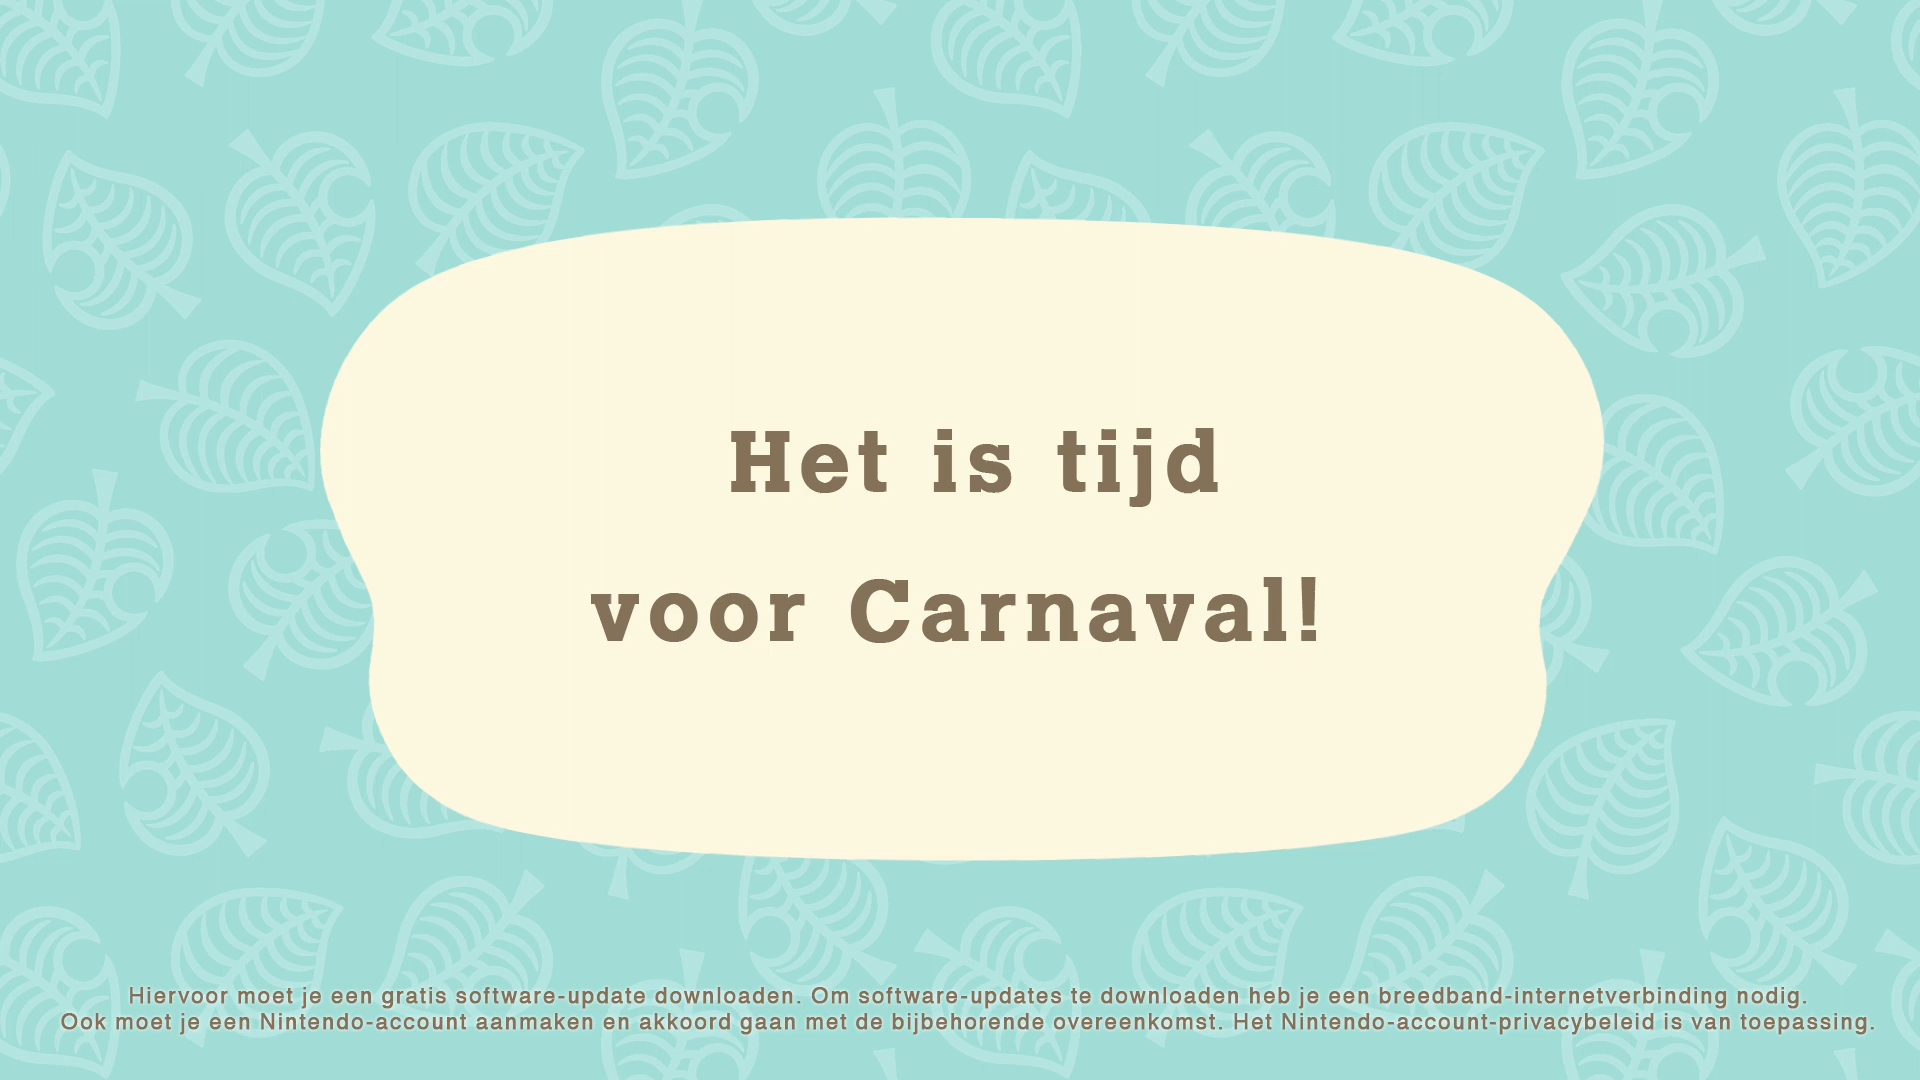 Het is tijd
voor Carnaval!
Hiervoor moet je een gratis software-update downloaden. Om software-updates te downloaden heb je een breedband-internetverbinding nodig.
Ook moet je een Nintendo-account aanmaken en akkoord gaan met de bijbehorende overeenkomst. Het Nintendo-account-privacybeleid is van toepassing.